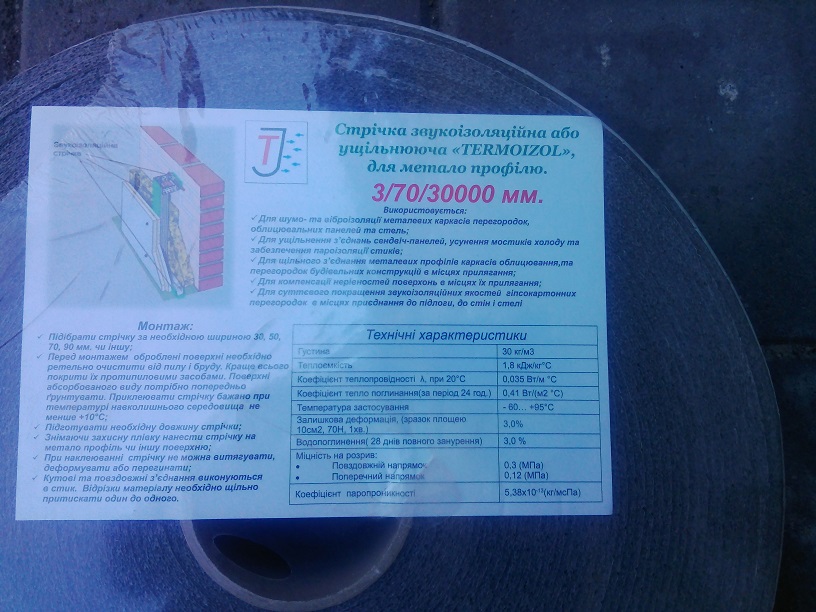 звукоізоляційна
стрічка
TJ
Стрічка звукоізоляційна або
ущільнююча «TERMOIZOL»,
для метало профілю.
3/70/30000 мм.
Використовується:
✓ Для шумо- та віброізоляції металевих каркасів перегородок,
облицювальних панелей та стель;
✓ Для ущільнення з'єднань сендвіч-панелей, усунення мостиків холоду та
забезпечення пароізоляції стиків;
✓ Для щільного з'єднання металевих профілів каркасів облицювання,та
перегородок будівельних конструкцій в місцях прилягання;
✓ Для компенсації нерівностей поверхонь в місцях їх прилягання;
✓ Для суттєвого покращення звукоізоляційних якостей гіпсокартонних
перегородок в місцях приєднання до підлоги, до стін і стелі
Монтаж:
✓ Підібрати стрічку за необхідною шириною 30, 50,
70, 90 мм. чи іншу;
✓ Перед монтажем оброблені поверхні необхідно
ретельно очистити від пилу і бруду. Краще всього
покрити їх протипиловими засобами. Поверхні
абсорбованого виду потрібно попередньо
ґрунтувати. Приклеювати стрічку бажано при
температурі навколишнього середовища не
менше +10°С;
✓ Підготувати необхідну довжину стрічки;
✓ Знімаючи захисну плівку нанести стрічку на
метало профіль чи іншу поверхню;
✓ При наклеюванні стрічку не можна витягувати,
деформувати або перегинати;
✓ Кутові та повздовжні з'єднання виконуються
в стик. Відрізки матеріалу необхідно щільно
притискати один до одного.
Технічні характеристики
Густина 30 кг/м3
Теплоємкість 1,8 кДж/кг°С
Коефіцієнт теплопровідності λ, при 20°С 0,035 Вт/м °С
Коефіцієнт тепло поглинання(за період 24 год.) 0,41 Вт/(м2 °С)
Температура застосування - 60... +95°С
Залишкова деформація, (зразок площею
10см2, 70Н, 1хв.) 3,0%
Водопоглинення( 28 днів повного занурення) 3,0 %
Міцність на розрив:
• Повздовжній напрямок 0,3 (МПа)
• Поперечний напрямок 0,12 (МПа)
Коефіцієнт паропроникності 5,38х10⁻¹³(кг/мсПа)